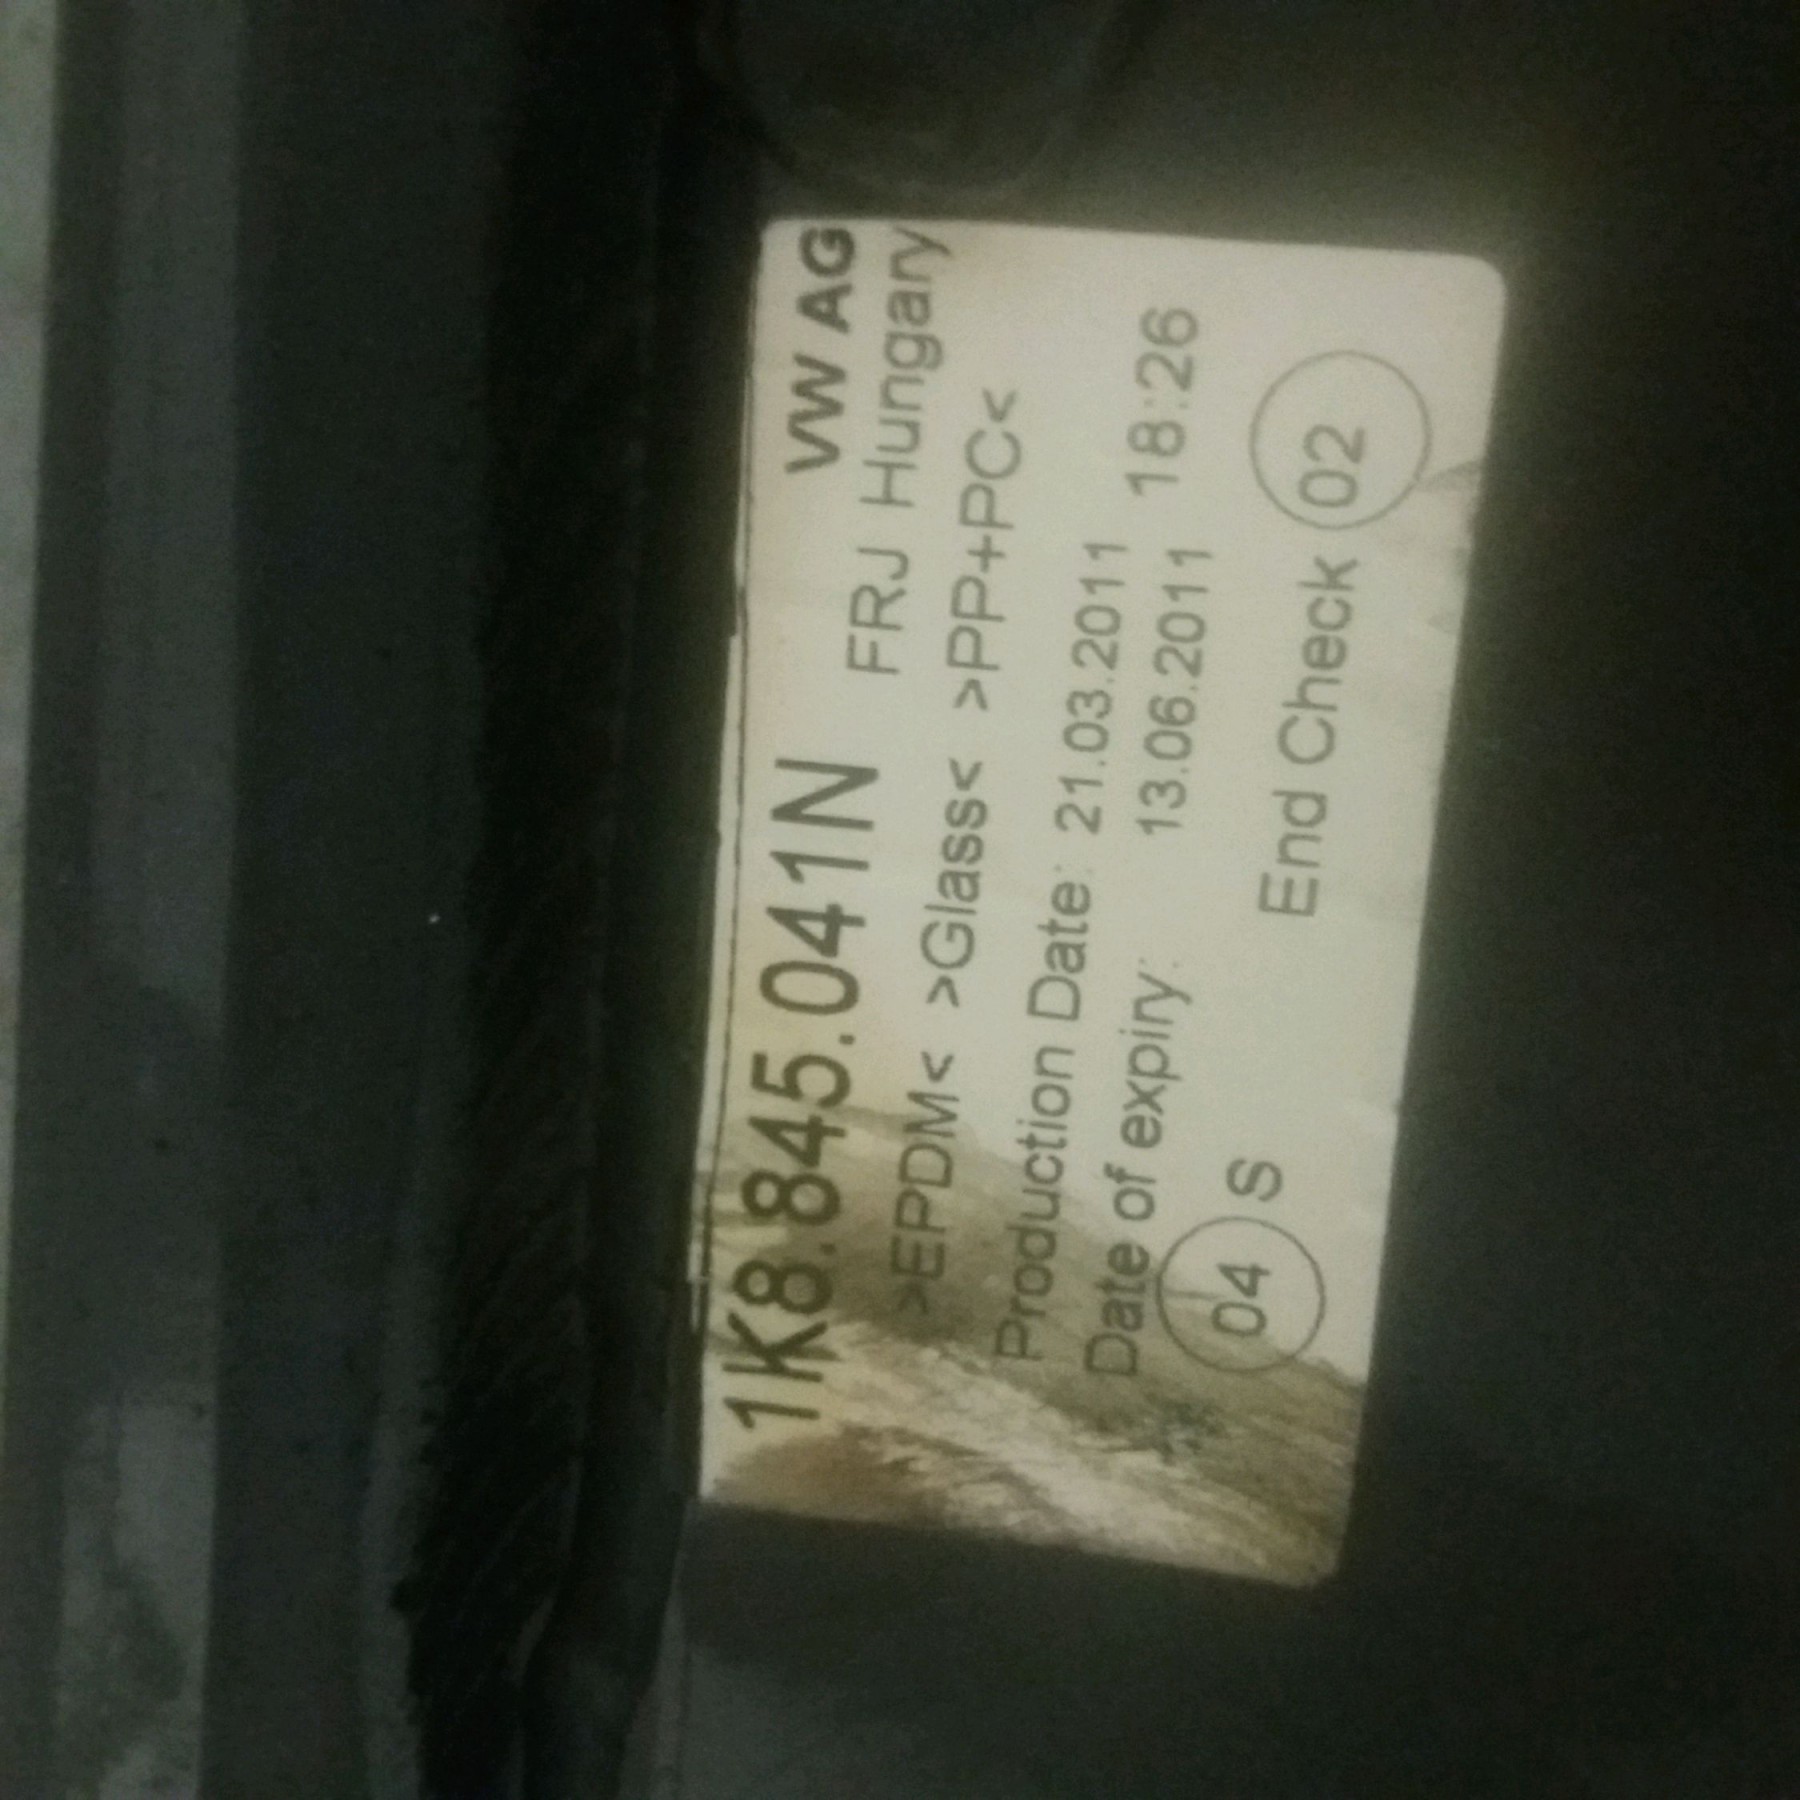 1K8.845.041N VW AG
FRJ Hungary
>EPDM< >Glass< >PP+PC<
Production Date: 21.03.2011 18:26
Date of expiry: 13.06.2011
04 S End Check 02